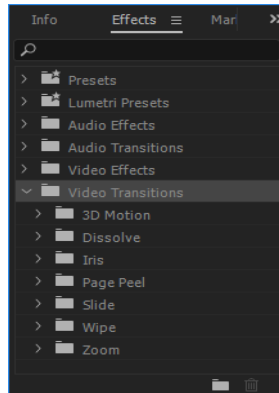 Info Effects Mar
Presets
Lumetri Presets
Audio Effects
Audio Transitions
Video Effects
Video Transitions
3D Motion
Dissolve
Iris
Page Peel
Slide
Wipe
Zoom